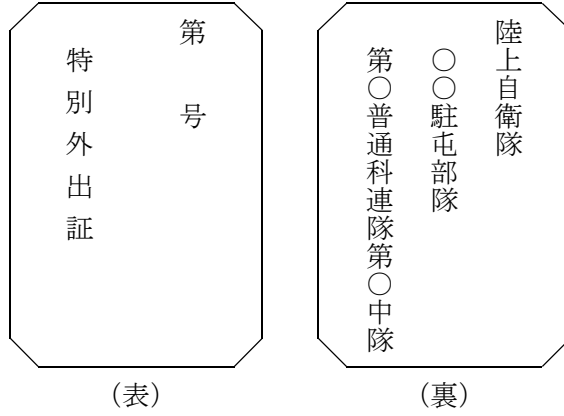 第　号
特別外出証
（表）
陸上自衛隊
○○駐屯部隊
第○普通科連隊第○中隊
（裏）